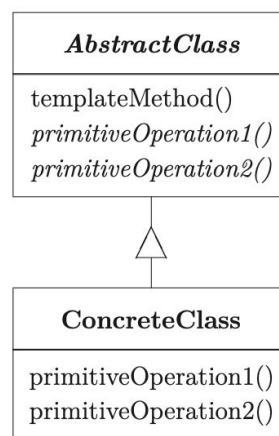 AbstractClass
templateMethod()
primitiveOperation1()
primitiveOperation2()
ConcreteClass
primitiveOperation1()
primitiveOperation2()